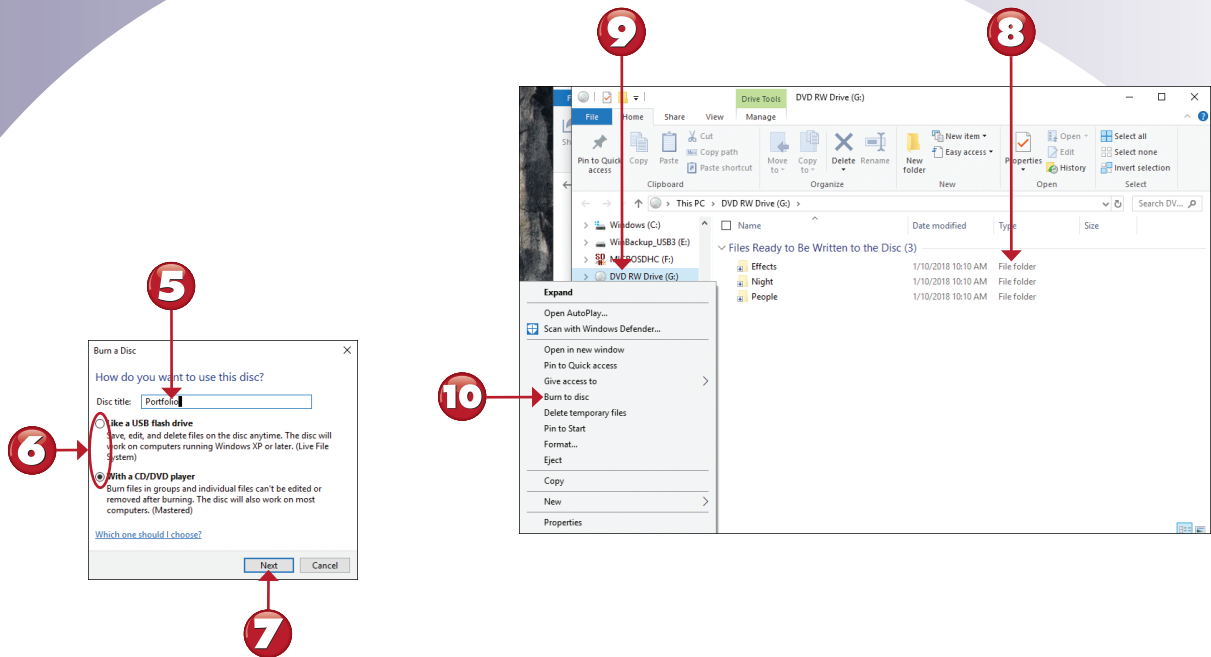 9
8
F
Drive Tools
DVD RW Drive (G:)
File
Home
Share
View
Manage
Sh
Pin to Quick access
Copy
Paste
Cut
Copy path
Paste shortcut
Move to
Copy to
Delete
Rename
New folder
New item
Easy access
Properties
Open
Edit
History
Select all
Select none
Invert selection
Clipboard
Organize
New
Open
Select
This PC > DVD RW Drive (G:) >
Search DV...
Windows (C:)
WinBackup_USB3 (E:)
MICROSDHC (F:)
DVD RW Drive (G:)
Name
Date modified
Type
Size
Files Ready to Be Written to the Disc (3)
Effects 1/10/2018 10:10 AM File folder
Night 1/10/2018 10:10 AM File folder
People 1/10/2018 10:10 AM File folder
Expand
Open AutoPlay...
Scan with Windows Defender...
Open in new window
Pin to Quick access
Give access to
Burn to disc
Delete temporary files
Pin to Start
Format...
Eject
Copy
New
Properties
10
5
Burn a Disc
How do you want to use this disc?
Disc title: Portfolio
6
Like a USB flash drive
Save, edit, and delete files on the disc anytime. The disc will
work on computers running Windows XP or later. (Live File
System)
With a CD/DVD player
Burn files in groups and individual files can't be edited or
removed after burning. The disc will also work on most
computers. (Mastered)
Which one should I choose?
Next
Cancel
7